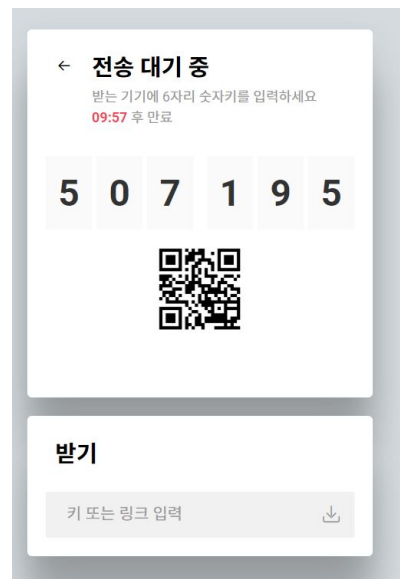 ← 전송 대기 중
받는 기기에 6자리 숫자키를 입력하세요
09:57 후 만료
5 0 7 1 9 5
받기
키 또는 링크 입력